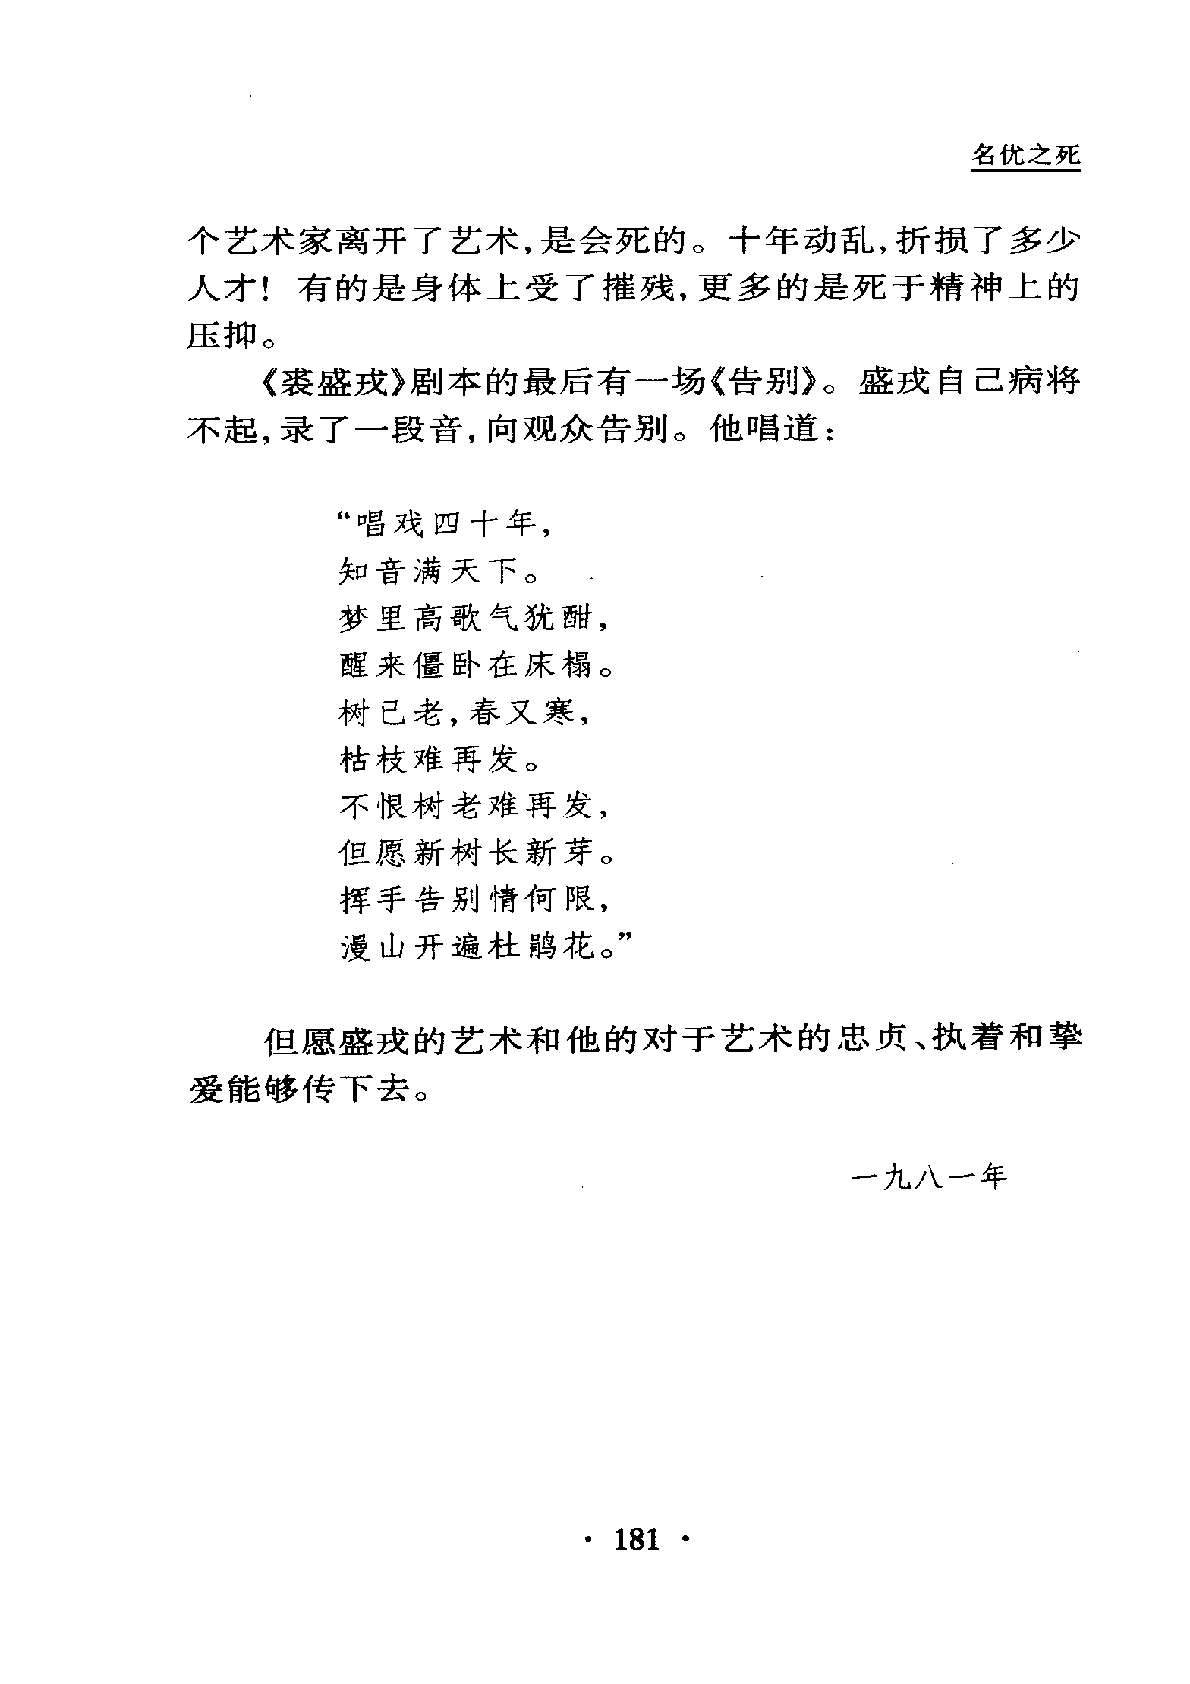 名优之死
个艺术家离开了艺术,是会死的。十年动乱,折损了多少
人才! 有的是身体上受了摧残,更多的是死于精神上的
压抑。
《裘盛戎》剧本的最后有一场《告别》。盛戎自己病将
不起,录了一段音,向观众告别。他唱道:
“唱戏四十年,
知音满天下。
梦里高歌气犹酣,
醒来僵卧在床榻。
树已老,春又寒,
枯枝难再发。
不恨树老难再发,
但愿新树长新芽。
挥手告别情何限,
漫山开遍杜鹃花。”
但愿盛戎的艺术和他的对于艺术的忠贞、执着和挚
爱能够传下去。
一九八一年
· 181 ·